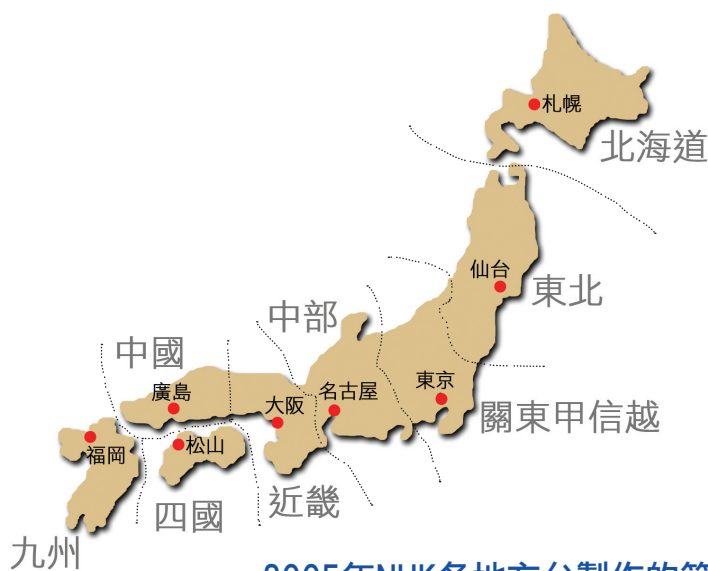 札幌
北海道
仙台
東北
中部
中國
廣島
大阪
名古屋
東京
關東甲信越
福岡
松山
近畿
四國
九州